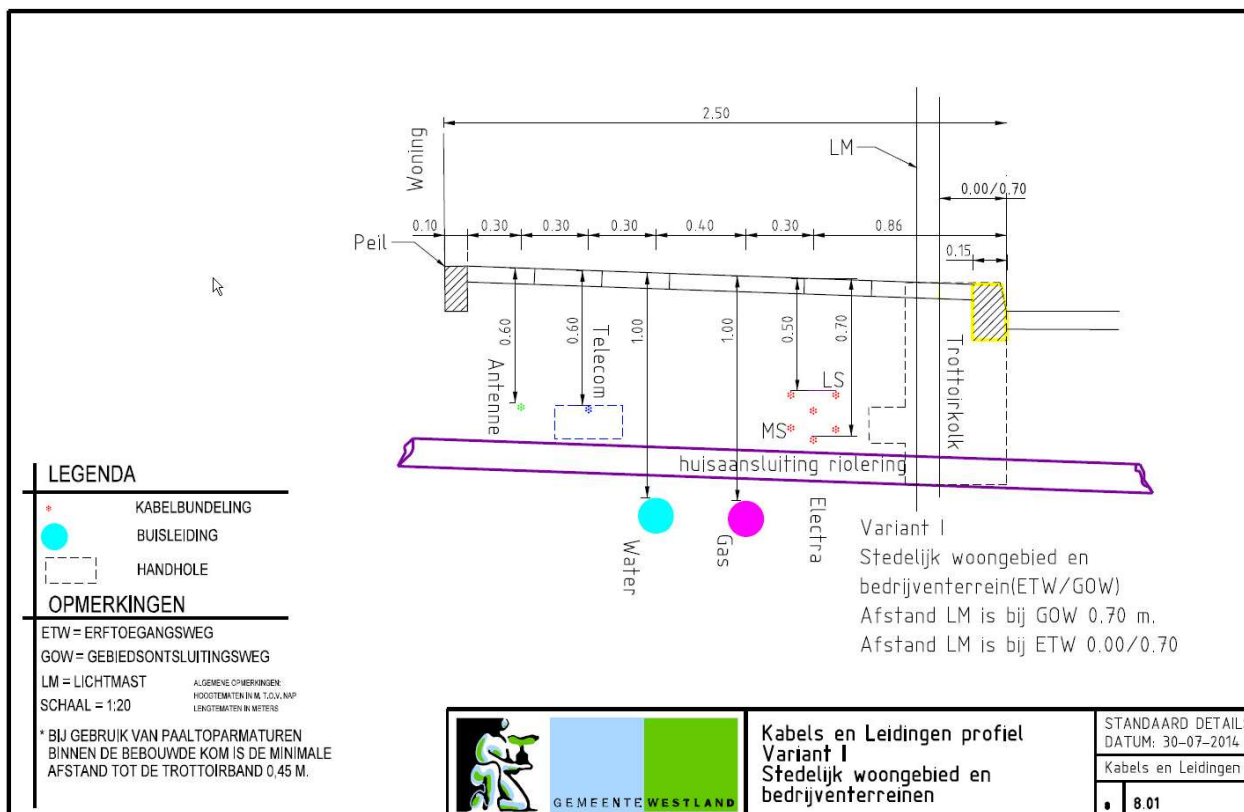 2.50
LM
0.00/0.70
Woning
0.10
0.30
0.30
0.30
0.40
0.30
0.86
Peil
0.15
0.60
0.60
1.00
1.00
0.50
0.70
Antenne
Telecom
LS
MS
Trottoirkolk
huisaansluiting riolering
Water
Gas
Electra
Variant I
Stedelijk woongebied en
bedrijventerrein(ETW/GOW)
Afstand LM is bij GOW 0.70 m.
Afstand LM is bij ETW 0.00/0.70
LEGENDA
KABELBUNDELING
BUISLEIDING
HANDHOLE
OPMERKINGEN
ETW = ERFTOEGANGSWEG
GOW = GEBIEDSONTSLUITINGSWEG
LM = LICHTMAST
SCHAAL = 1:20
ALGEMENE OPMERKINGEN:
HOOGTEMATEN IN M. T.O.V. NAP
LENGTEMATEN IN METERS
* BIJ GEBRUIK VAN PAALTOPARMATUREN
BINNEN DE BEBOUWDE KOM IS DE MINIMALE
AFSTAND TOT DE TROTTOIRBAND 0,45 M.
GEMEENTE WESTLAND
Kabels en Leidingen profiel
Variant I
Stedelijk woongebied en
bedrijventerreinen
STANDAARD DETAILS
DATUM: 30-07-2014
Kabels en Leidingen
8.01